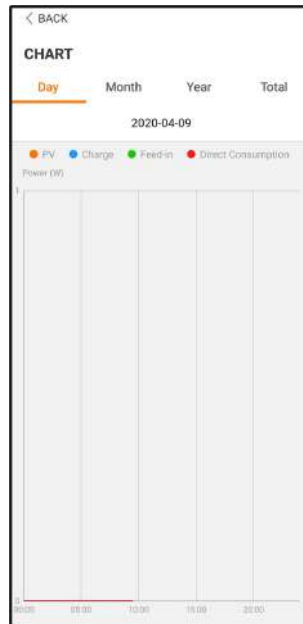 < BACK
CHART
Day Month Year Total
2020-04-09
PV Charge Feed-in Direct Consumption
Power (W)
1
0
00:00 05:00 10:00 15:00 20:00